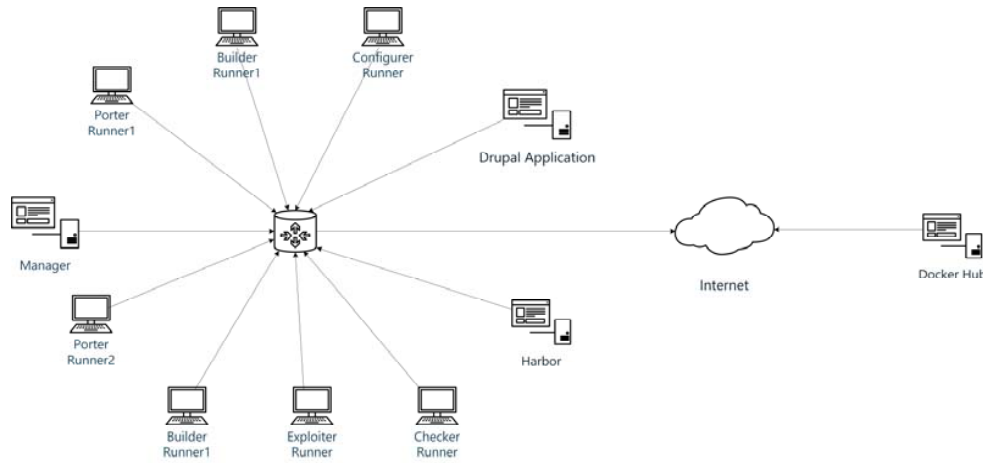 Builder
Runner1
Configurer
Runner
Porter
Runner1
Drupal Application
Manager
Internet
Docker Hub
Porter
Runner2
Harbor
Builder
Runner1
Exploiter
Runner
Checker
Runner